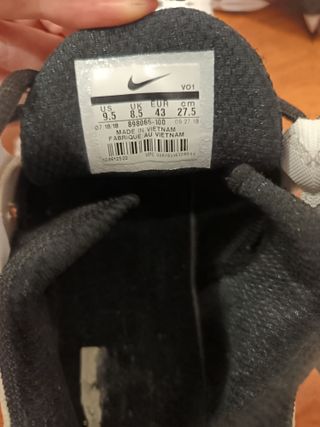 VO1
US UK EUR cm
9.5 8.5 43 27.5
07.18.18 898065-100 09.27.18
MADE IN VIETNAM
FABRIQUE AU VIETNAM